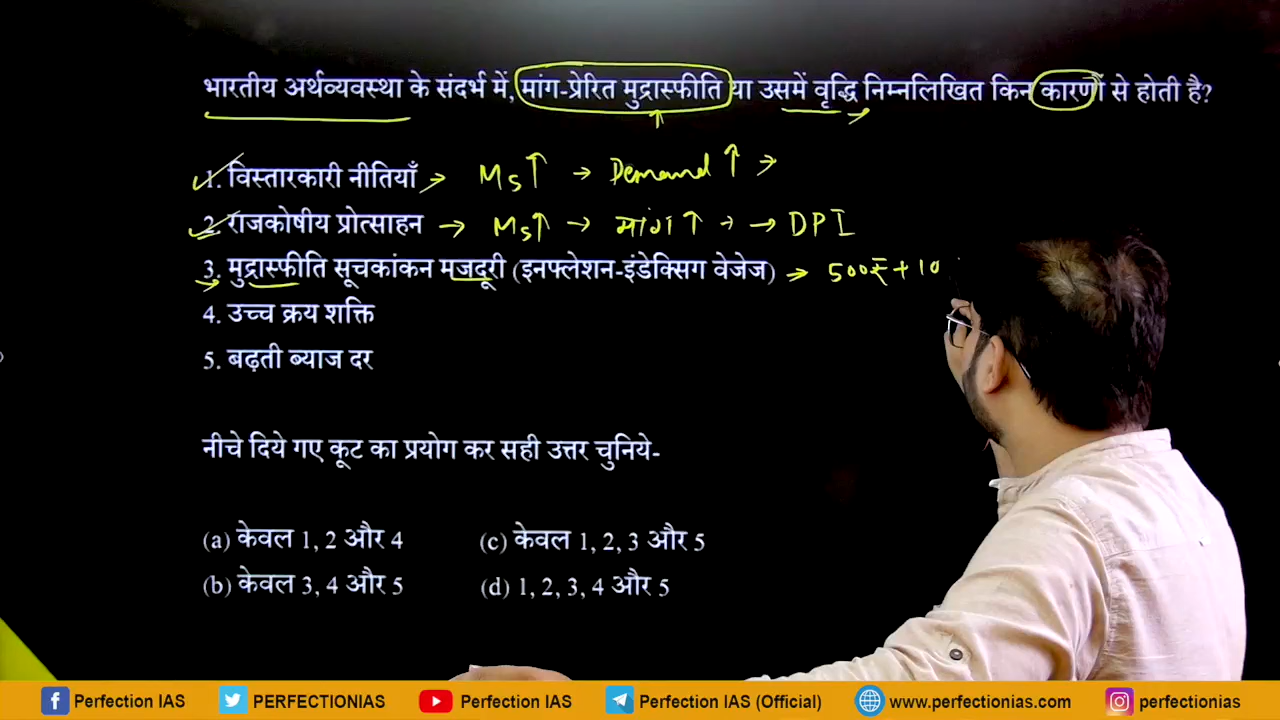 भारतीय अर्थव्यवस्था के संदर्भ में, मांग-प्रेरित मुद्रास्फीति या उसमें वृद्धि निम्नलिखित किन कारणों से होती है?
1. विस्तारकारी नीतियाँ → Ms↑ → Demand ↑ →
2. राजकोषीय प्रोत्साहन → Ms↑ → मांग ↑ → → DPI
3. मुद्रास्फीति सूचकांकन मजदूरी (इनफ्लेशन-इंडेक्सिग वेजेज) → 500₹ + 10
4. उच्च क्रय शक्ति
5. बढ़ती ब्याज दर
नीचे दिये गए कूट का प्रयोग कर सही उत्तर चुनिये-
(a) केवल 1, 2 और 4 (c) केवल 1, 2, 3 और 5
(b) केवल 3, 4 और 5 (d) 1, 2, 3, 4 और 5
Perfection IAS PERFECTIONIAS Perfection IAS Perfection IAS (Official) www.perfectionias.com perfectionias